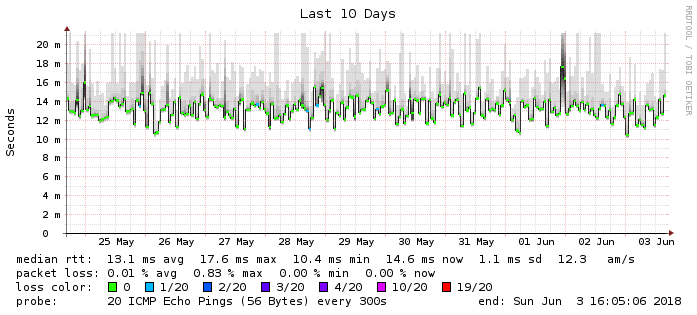 Last 10 Days
RRDTOOL / TOBI OETIKER
Seconds
20 m
18 m
16 m
14 m
12 m
10 m
8 m
6 m
4 m
2 m
0
25 May 26 May 27 May 28 May 29 May 30 May 31 May 01 Jun 02 Jun 03 Jun
median rtt: 13.1 ms avg 17.6 ms max 10.4 ms min 14.6 ms now 1.1 ms sd 12.3 am/s
packet loss: 0.01 % avg 0.83 % max 0.00 % min 0.00 % now
loss color: 0 1/20 2/20 3/20 4/20 10/20 19/20
probe: 20 ICMP Echo Pings (56 Bytes) every 300s end: Sun Jun 3 16:05:06 2018